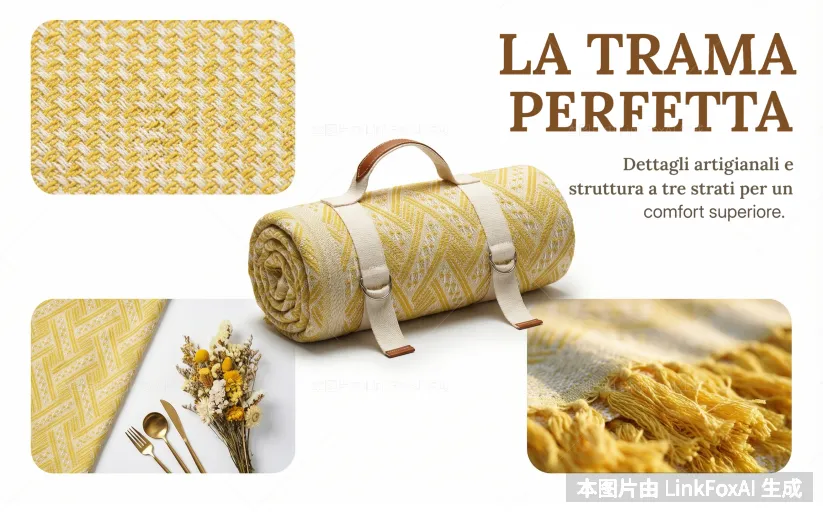 LA TRAMA
PERFETTA
Dettagli artigianali e
struttura a tre strati per un
comfort superiore.
本图片由 LinkFoxAI 生成